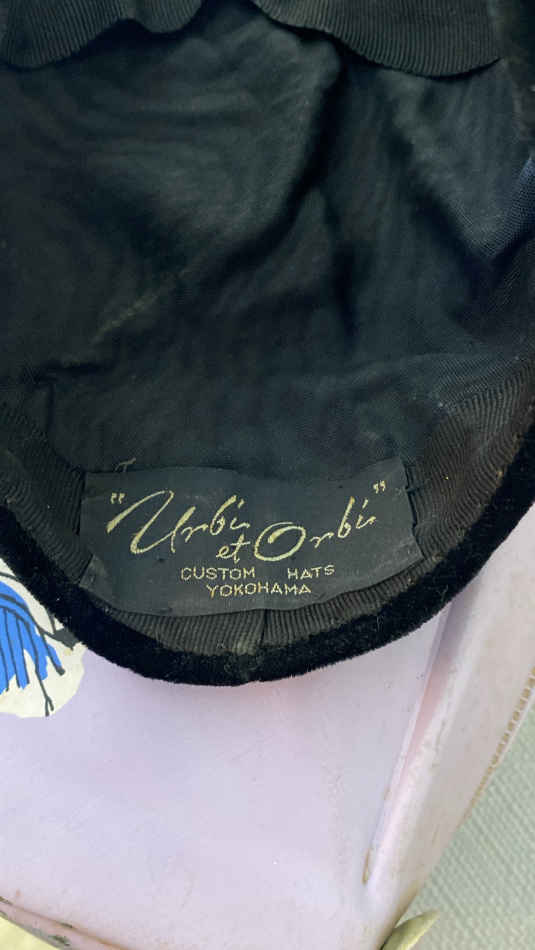 "Urbi
et Orbi"
CUSTOM HATS
YOKOHAMA